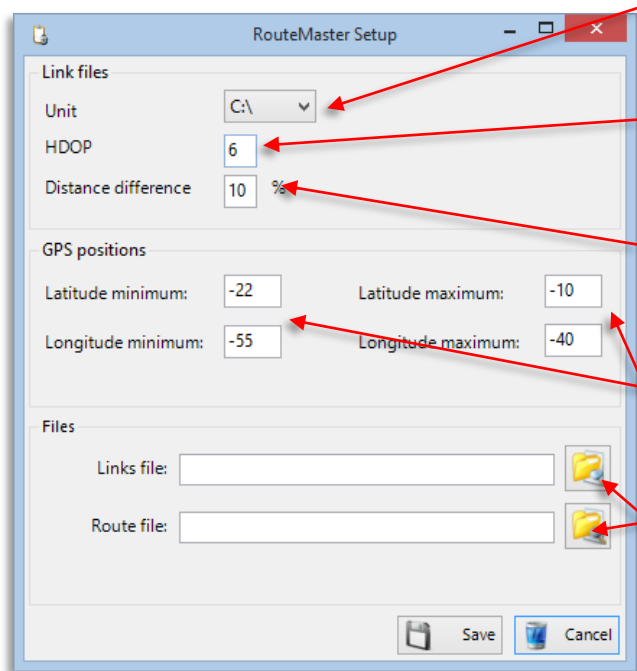 RouteMaster Setup
Link files
Unit C:\
HDOP 6
Distance difference 10 %
GPS positions
Latitude minimum: -22 Latitude maximum: -10
Longitude minimum: -55 Longitude maximum: -40
Files
Links file:
Route file:
Save Cancel